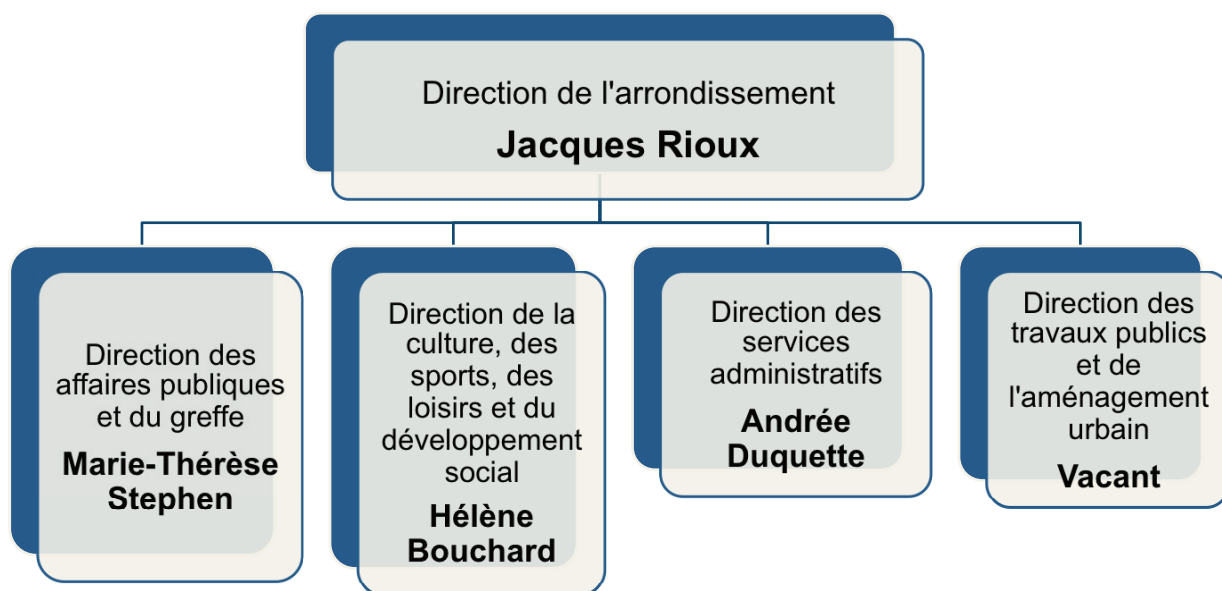 Direction de l'arrondissement
Jacques Rioux
Direction des
affaires publiques
et du greffe
Marie-Thérèse
Stephen
Direction de la
culture, des
sports, des
loisirs et du
développement
social
Hélène
Bouchard
Direction des
services
administratifs
Andrée
Duquette
Direction des
travaux publics
et de
l'aménagement
urbain
Vacant